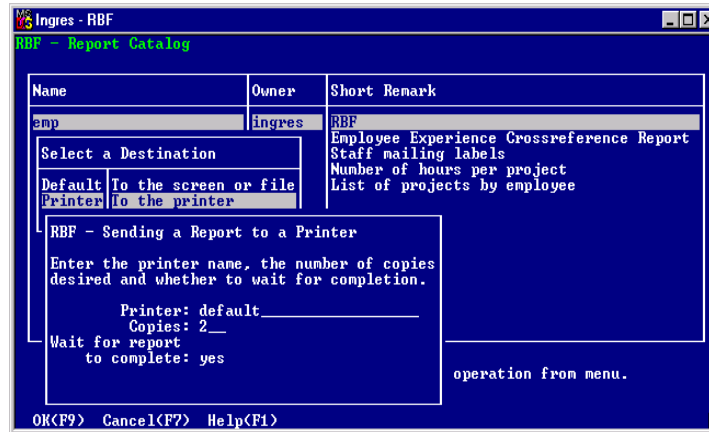 Ingres - RBF
RBF - Report Catalog
Name Owner Short Remark
emp ingres RBF
Employee Experience Crossreference Report
Select a Destination Staff mailing labels
Number of hours per project
Default To the screen or file List of projects by employee
Printer To the printer
RBF - Sending a Report to a Printer
Enter the printer name, the number of copies
desired and whether to wait for completion.
Printer: default____________________
Copies: 2__
Wait for report
to complete: yes
operation from menu.
OK(F9) Cancel(F7) Help(F1)